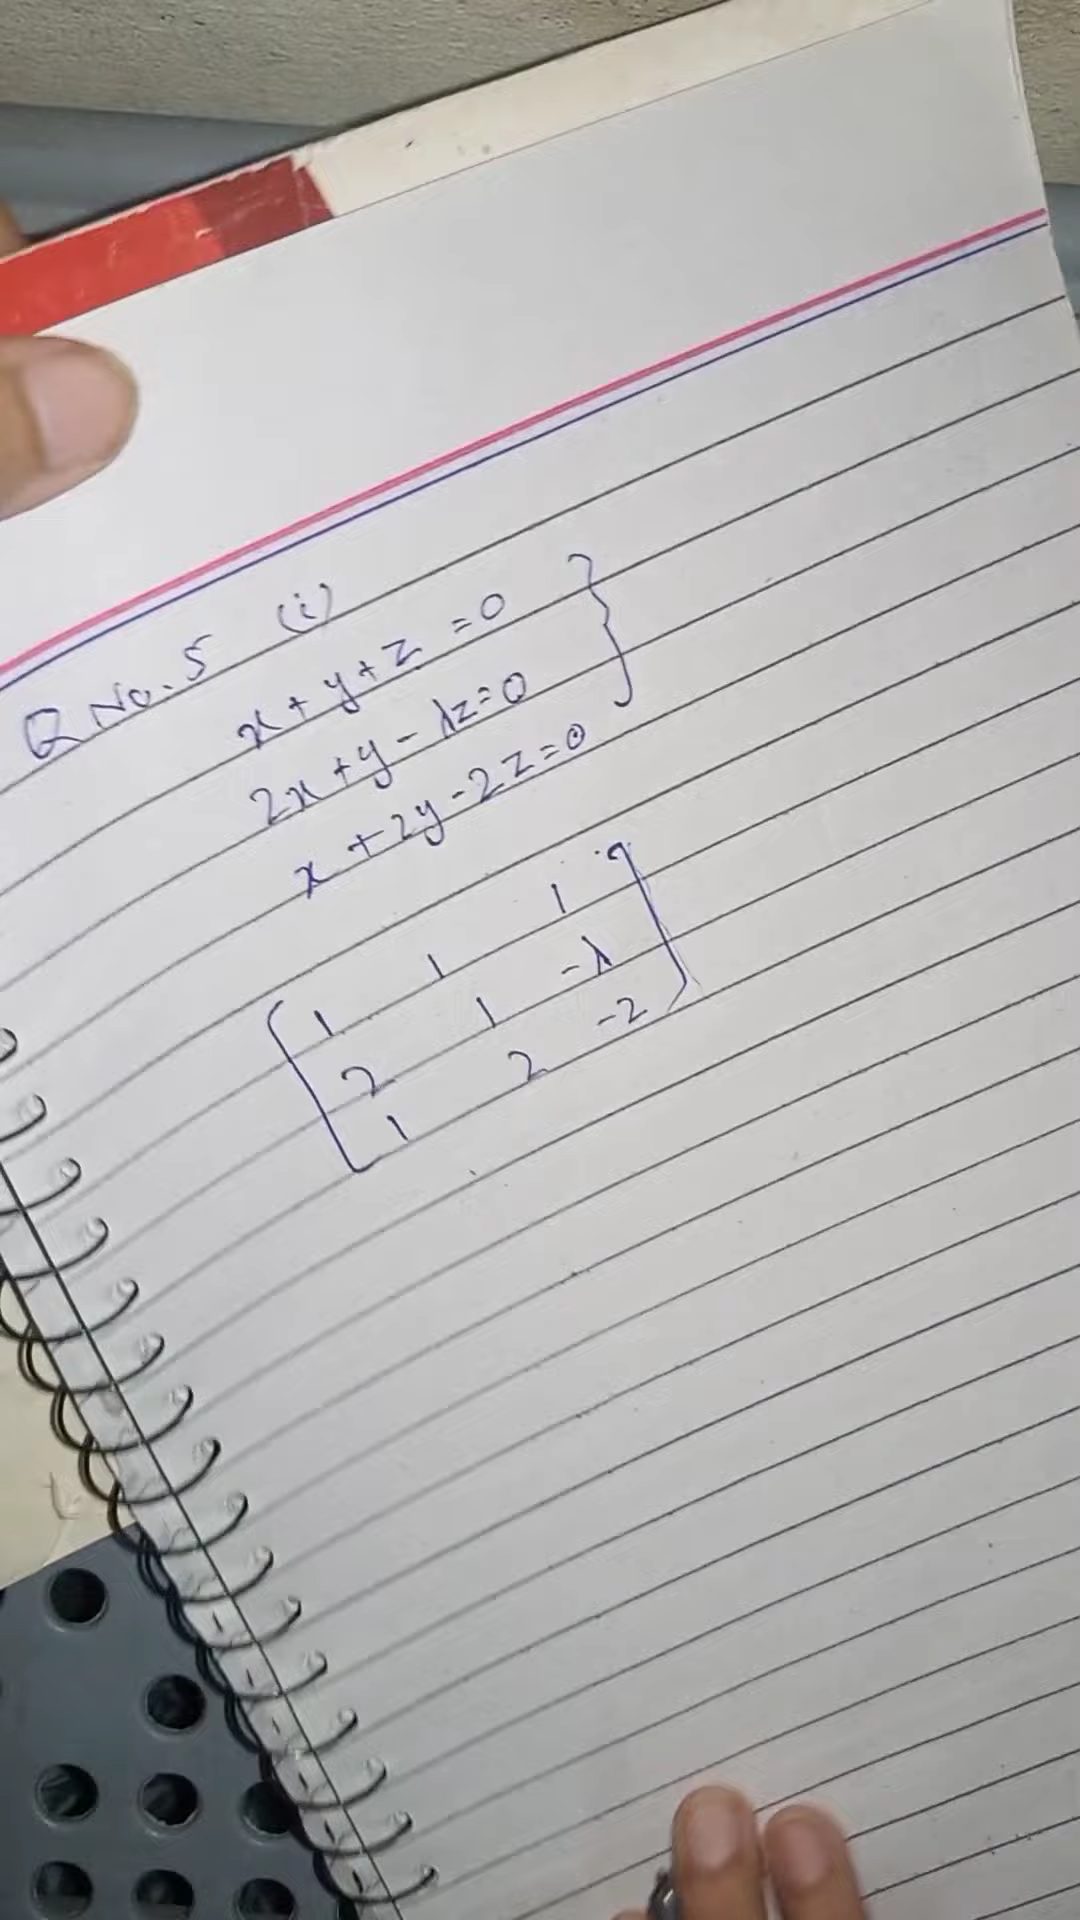 Q No. 5 (i)
x + y + z = 0
2x + y - λz = 0
x + 2y - 2z = 0
1 1 1
2 1 -λ
1 2 -2